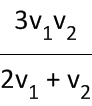 3v₁v₂
2v₁ + v₂